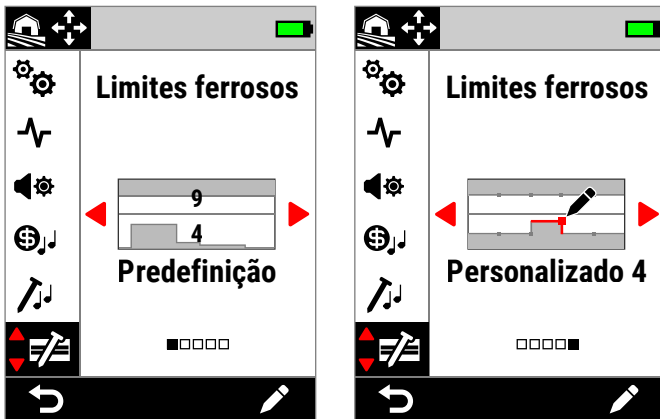 Limites ferrosos
9
4
Predefinição
Limites ferrosos
Personalizado 4